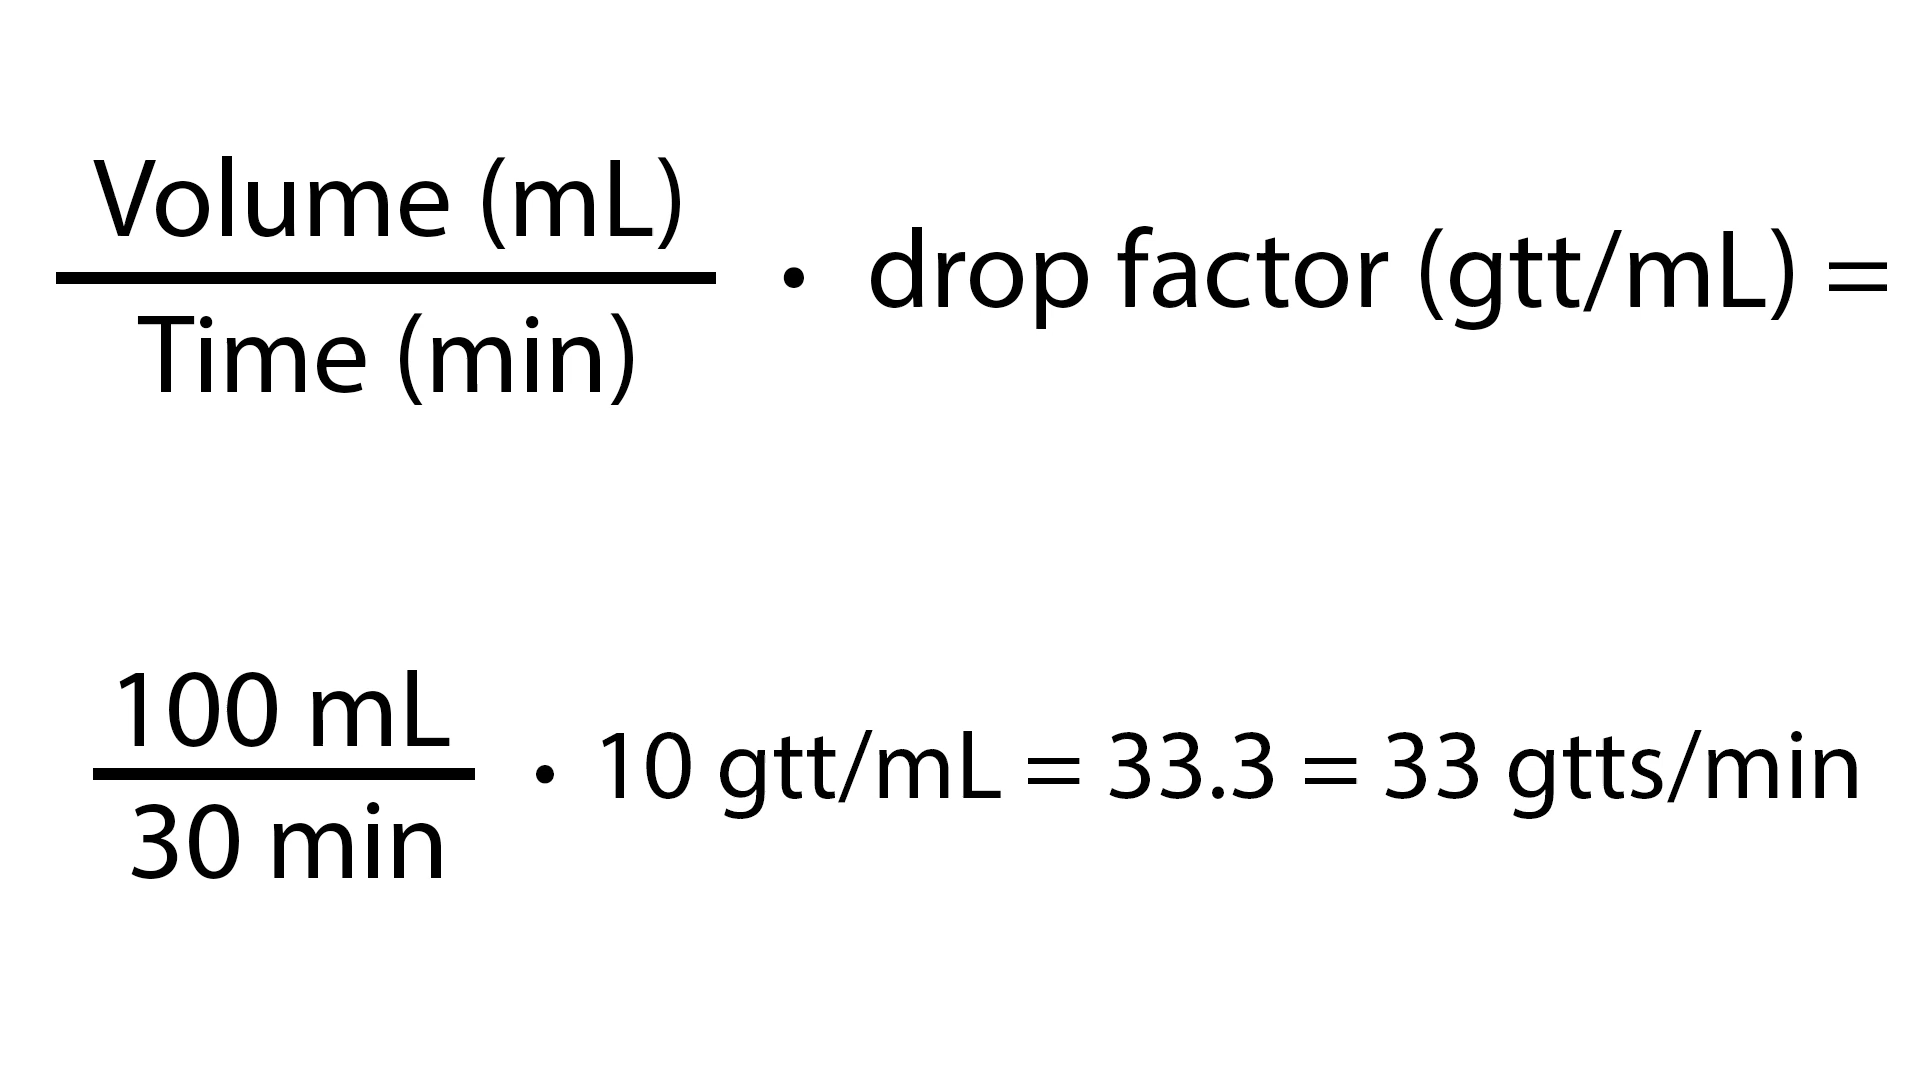 Volume (mL)
Time (min)
· drop factor (gtt/mL) =
100 mL
30 min
· 10 gtt/mL = 33.3 = 33 gtts/min